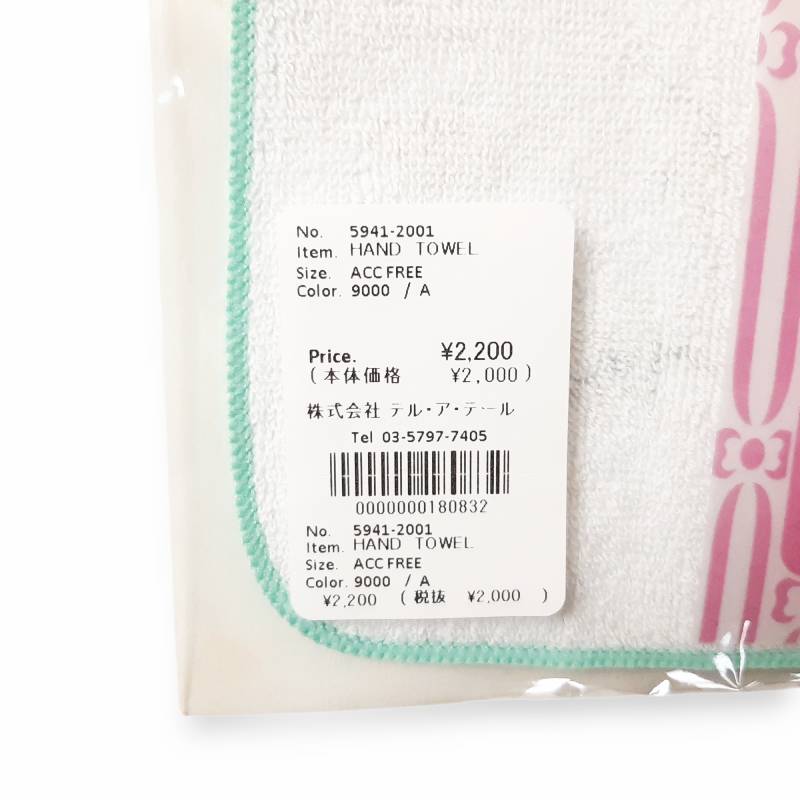 No. 5941-2001
Item. HAND TOWEL
Size. ACC FREE
Color. 9000 / A
Price. ¥2,200
(本体価格 ¥2,000)
株式会社 テル・ア・テール
Tel 03-5797-7405
0000000180832
No. 5941-2001
Item. HAND TOWEL
Size. ACC FREE
Color. 9000 / A
¥2,200 (税抜 ¥2,000 )